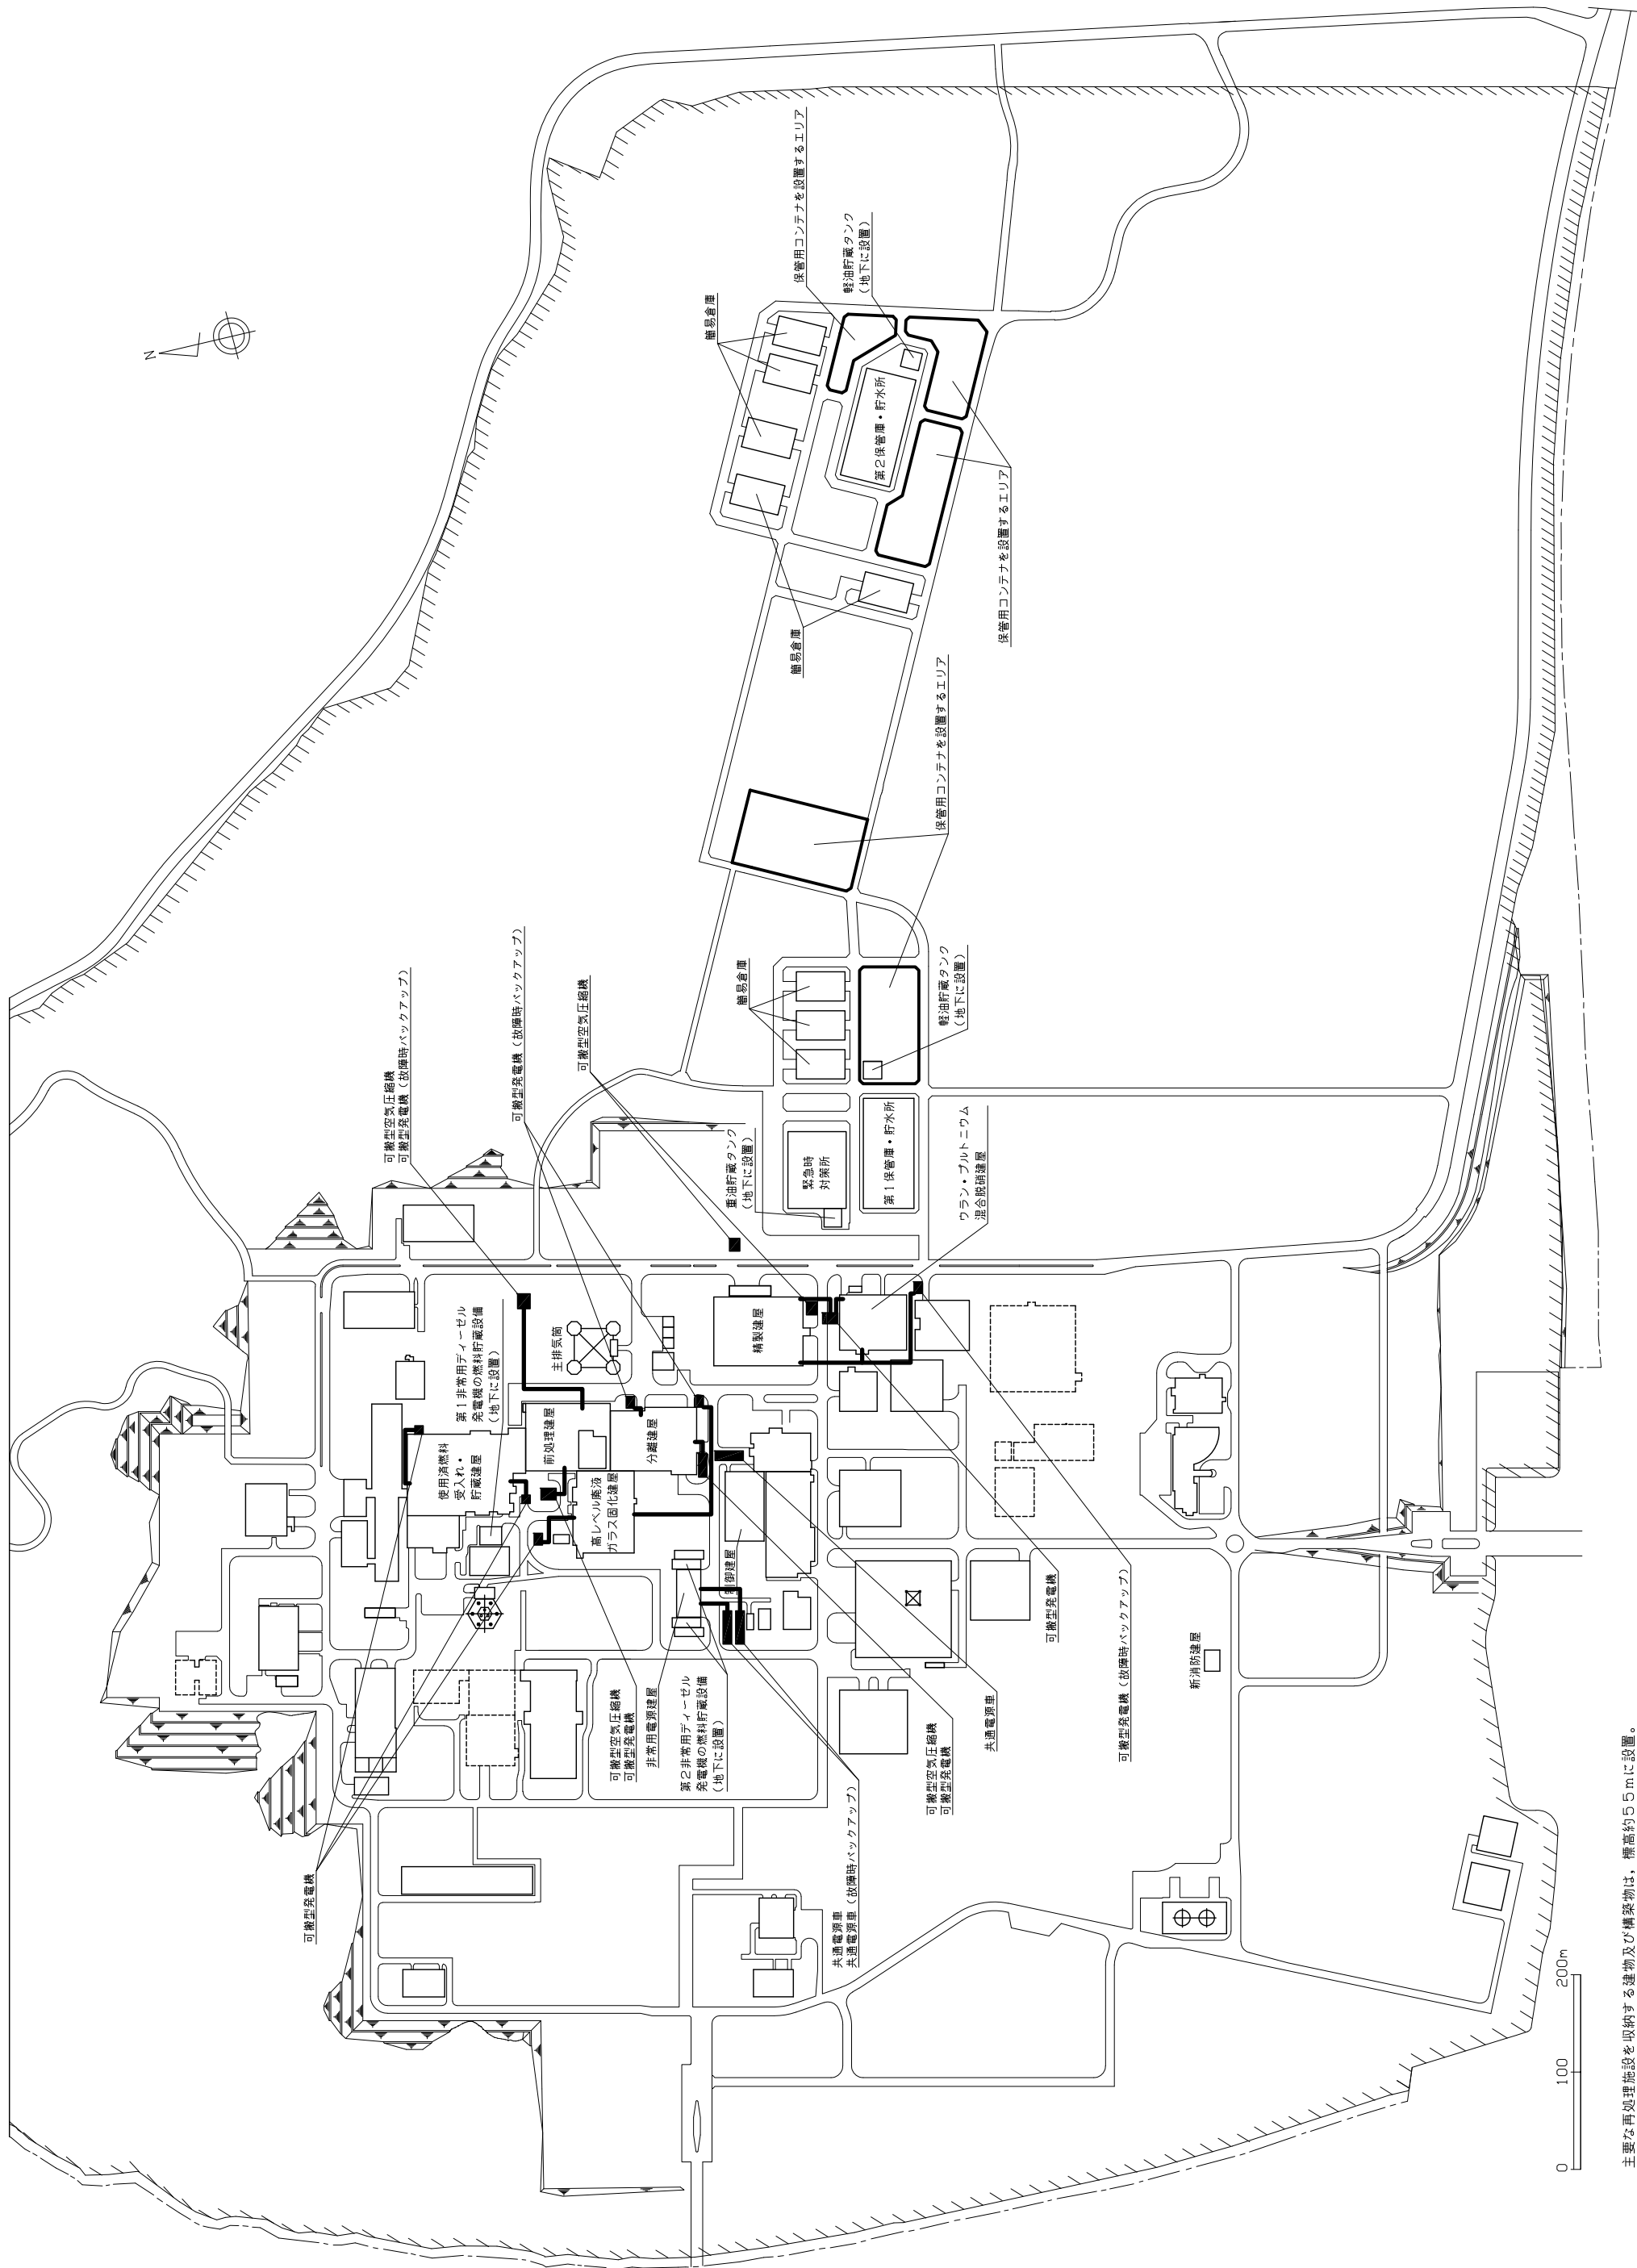 N
保管用コンテナを設置するエリア
軽油貯蔵タンク
(地下に設置)
簡易倉庫
第2保管庫・貯水所
保管用コンテナを設置するエリア
簡易倉庫
保管用コンテナを設置するエリア
可搬型空気圧縮機
可搬型発電機(故障時バックアップ)
可搬型発電機(故障時バックアップ)
可搬型空気圧縮機
簡易倉庫
軽油貯蔵タンク
(地下に設置)
重油貯蔵タンク
(地下に設置)
緊急時
対策所
第1保管庫・貯水所
ウラン・プルトニウム
混合脱硝建屋
第1非常用ディーゼル
発電機の燃料貯蔵設備
(地下に設置)
主排気筒
精製建屋
使用済燃料
受入れ・
貯蔵建屋
前処理建屋
分離建屋
高レベル廃液
ガラス固化建屋
制御建屋
可搬型空気圧縮機
可搬型発電機
非常用電源建屋
第2非常用ディーゼル
発電機の燃料貯蔵設備
(地下に設置)
可搬型発電機
可搬型発電機(故障時バックアップ)
新消防建屋
共通電源車
可搬型空気圧縮機
可搬型発電機
可搬型発電機
共通電源車
共通電源車(故障時バックアップ)
0
100
200m
主要な再処理施設を収納する建物及び構築物は,標高約55mに設置。